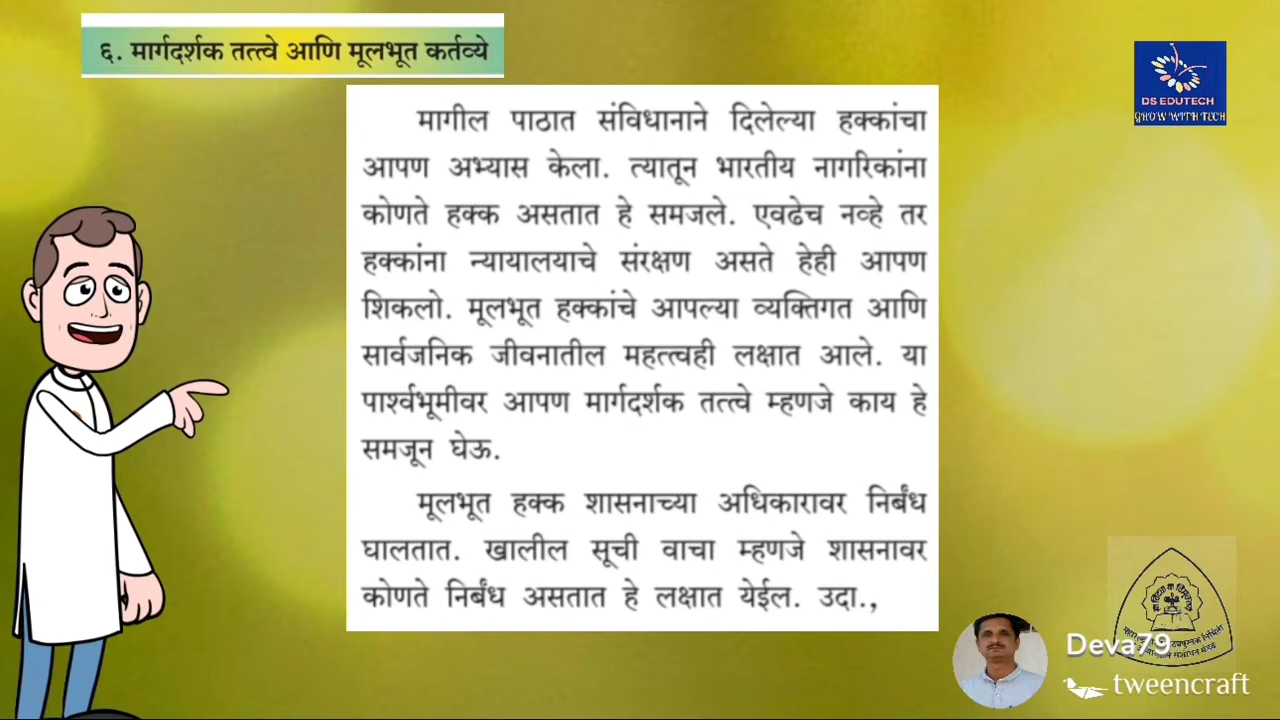 ६. मार्गदर्शक तत्त्वे आणि मूलभूत कर्तव्ये
DS EDUTECH
GROW WITH TECH
मागील पाठात संविधानाने दिलेल्या हक्कांचा
आपण अभ्यास केला. त्यातून भारतीय नागरिकांना
कोणते हक्क असतात हे समजले. एवढेच नव्हे तर
हक्कांना न्यायालयाचे संरक्षण असते हेही आपण
शिकलो. मूलभूत हक्कांचे आपल्या व्यक्तिगत आणि
सार्वजनिक जीवनातील महत्त्वही लक्षात आले. या
पार्श्वभूमीवर आपण मार्गदर्शक तत्त्वे म्हणजे काय हे
समजून घेऊ.
मूलभूत हक्क शासनाच्या अधिकारावर निर्बंध
घालतात. खालील सूची वाचा म्हणजे शासनावर
कोणते निर्बंध असतात हे लक्षात येईल. उदा.,
Deva79
tweencraft